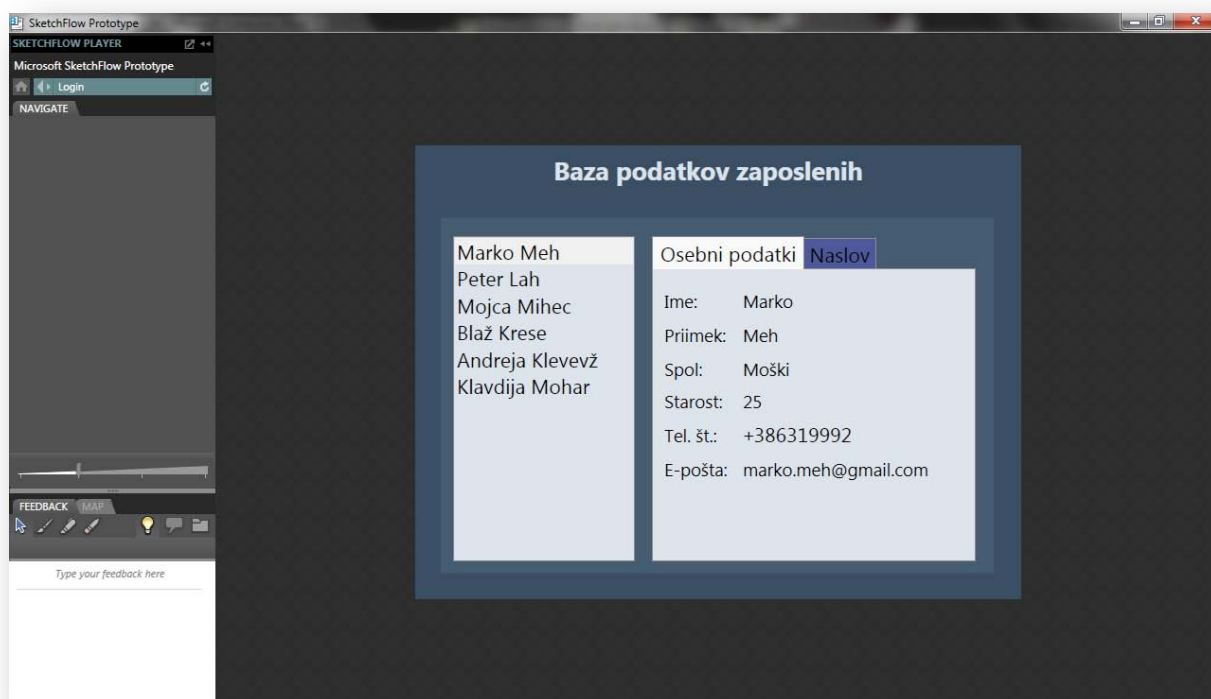 SketchFlow Prototype
SKETCHFLOW PLAYER
Microsoft SketchFlow Prototype
Login
NAVIGATE
Baza podatkov zaposlenih
Marko Meh
Peter Lah
Mojca Mihec
Blaž Krese
Andreja Klevevž
Klavdija Mohar
Osebni podatki Naslov
Ime: Marko
Priimek: Meh
Spol: Moški
Starost: 25
Tel. št.: +386319992
E-pošta: marko.meh@gmail.com
FEEDBACK MAP
Type your feedback here